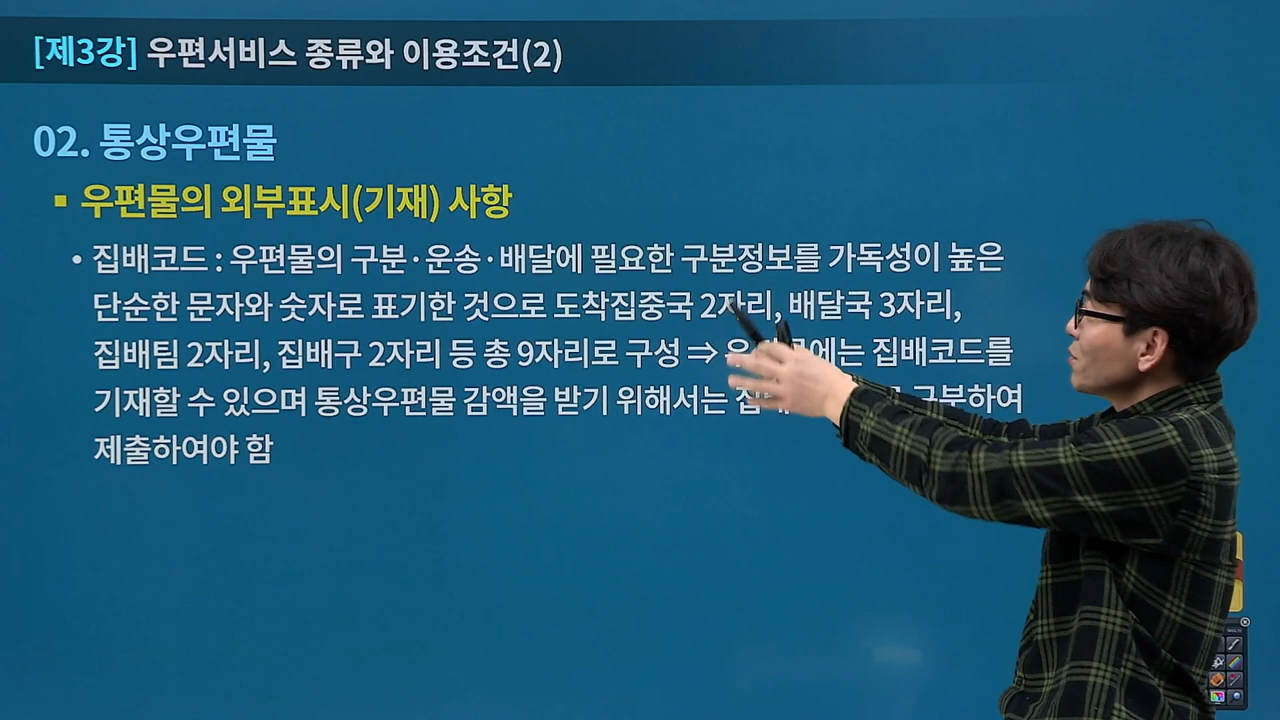 [제3강] 우편서비스 종류와 이용조건(2)
02. 통상우편물
▪ 우편물의 외부표시(기재) 사항
• 집배코드 : 우편물의 구분·운송·배달에 필요한 구분정보를 가독성이 높은
단순한 문자와 숫자로 표기한 것으로 도착집중국 2자리, 배달국 3자리,
집배팀 2자리, 집배구 2자리 등 총 9자리로 구성 ⇒ 집배코드를
기재할 수 있으며 통상우편물 감액을 받기 위해서는 구분하여
제출하여야 함